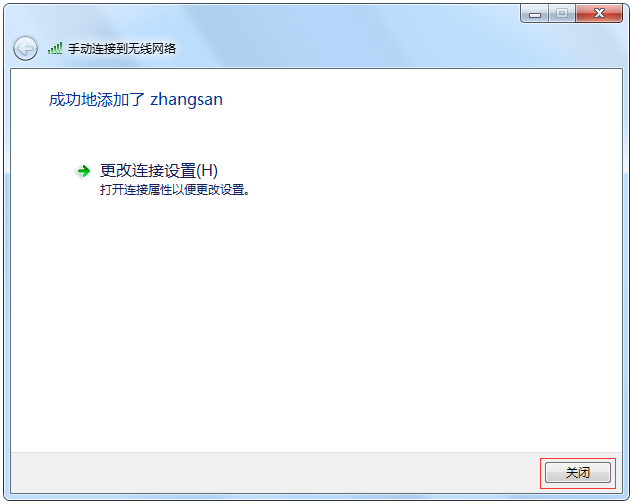 手动连接到无线网络
成功地添加了 zhangsan
更改连接设置(H)
打开连接属性以便更改设置。
关闭